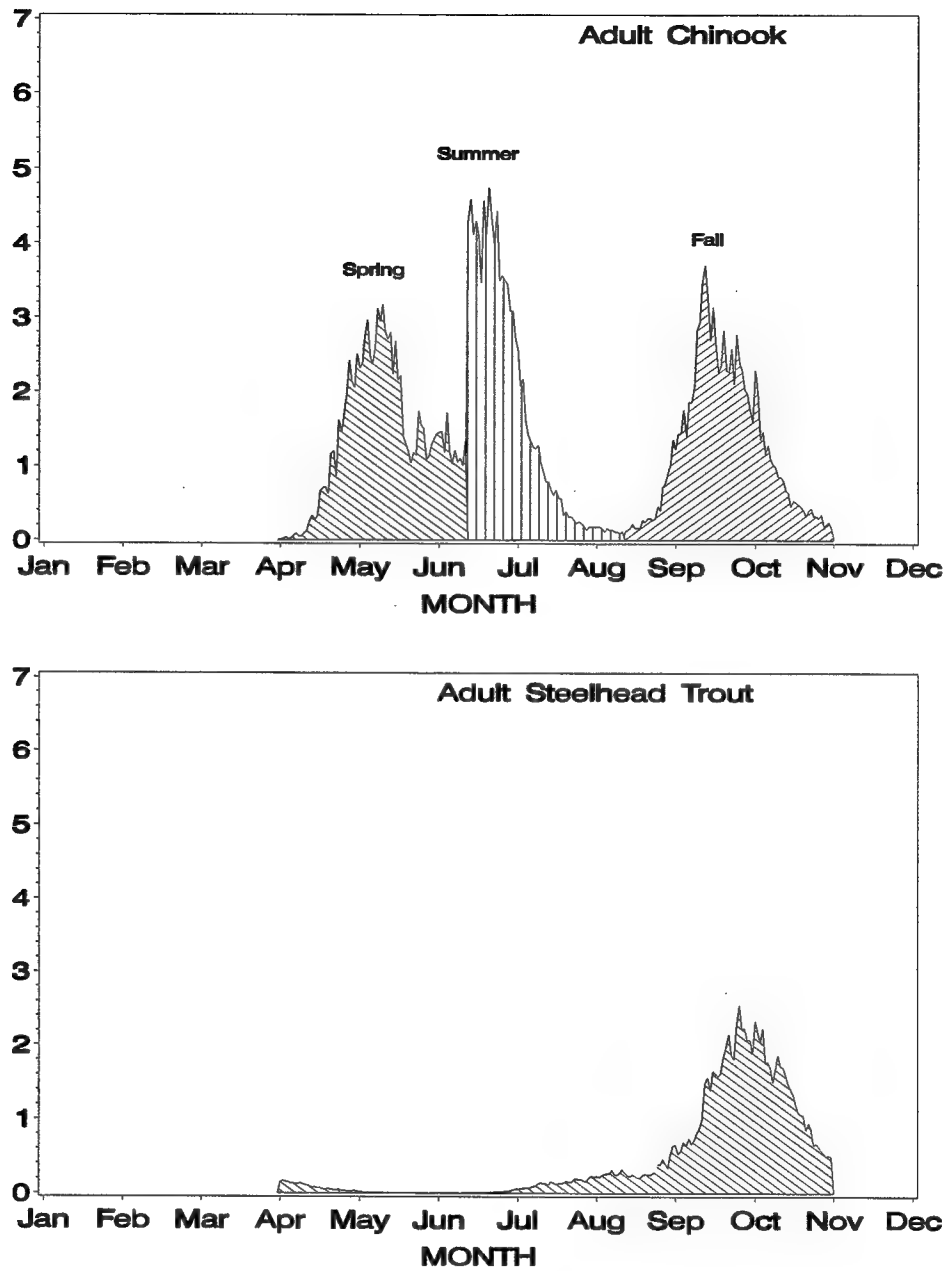 7
Adult Chinook
6
5
Summer
4
Fall
Spring
3
2
1
0
Jan Feb Mar Apr May Jun Jul Aug Sep Oct Nov Dec
MONTH
7
Adult Steelhead Trout
6
5
4
3
2
1
0
Jan Feb Mar Apr May Jun Jul Aug Sep Oct Nov Dec
MONTH